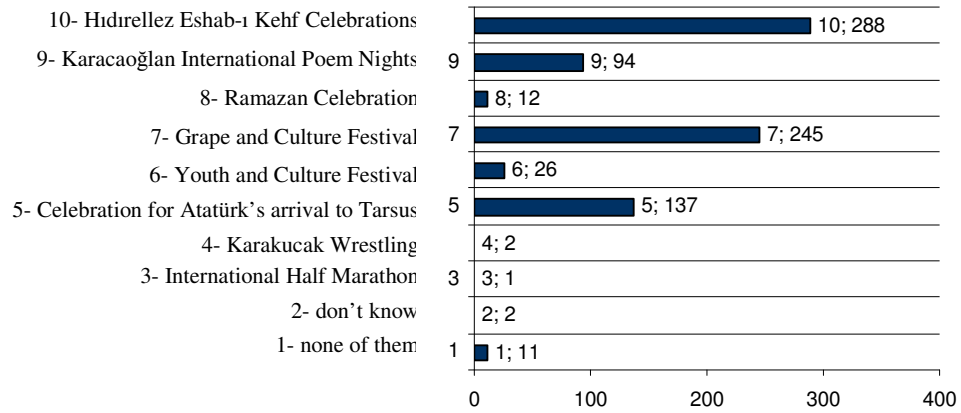 10- Hıdırellez Eshab-ı Kehf Celebrations 10; 288
9- Karacaoğlan International Poem Nights 9 9; 94
8- Ramazan Celebration 8; 12
7- Grape and Culture Festival 7 7; 245
6- Youth and Culture Festival 6; 26
5- Celebration for Atatürk's arrival to Tarsus 5 5; 137
4- Karakucak Wrestling 4; 2
3- International Half Marathon 3 3; 1
2- don't know 2; 2
1- none of them 1 1; 11
0 100 200 300 400